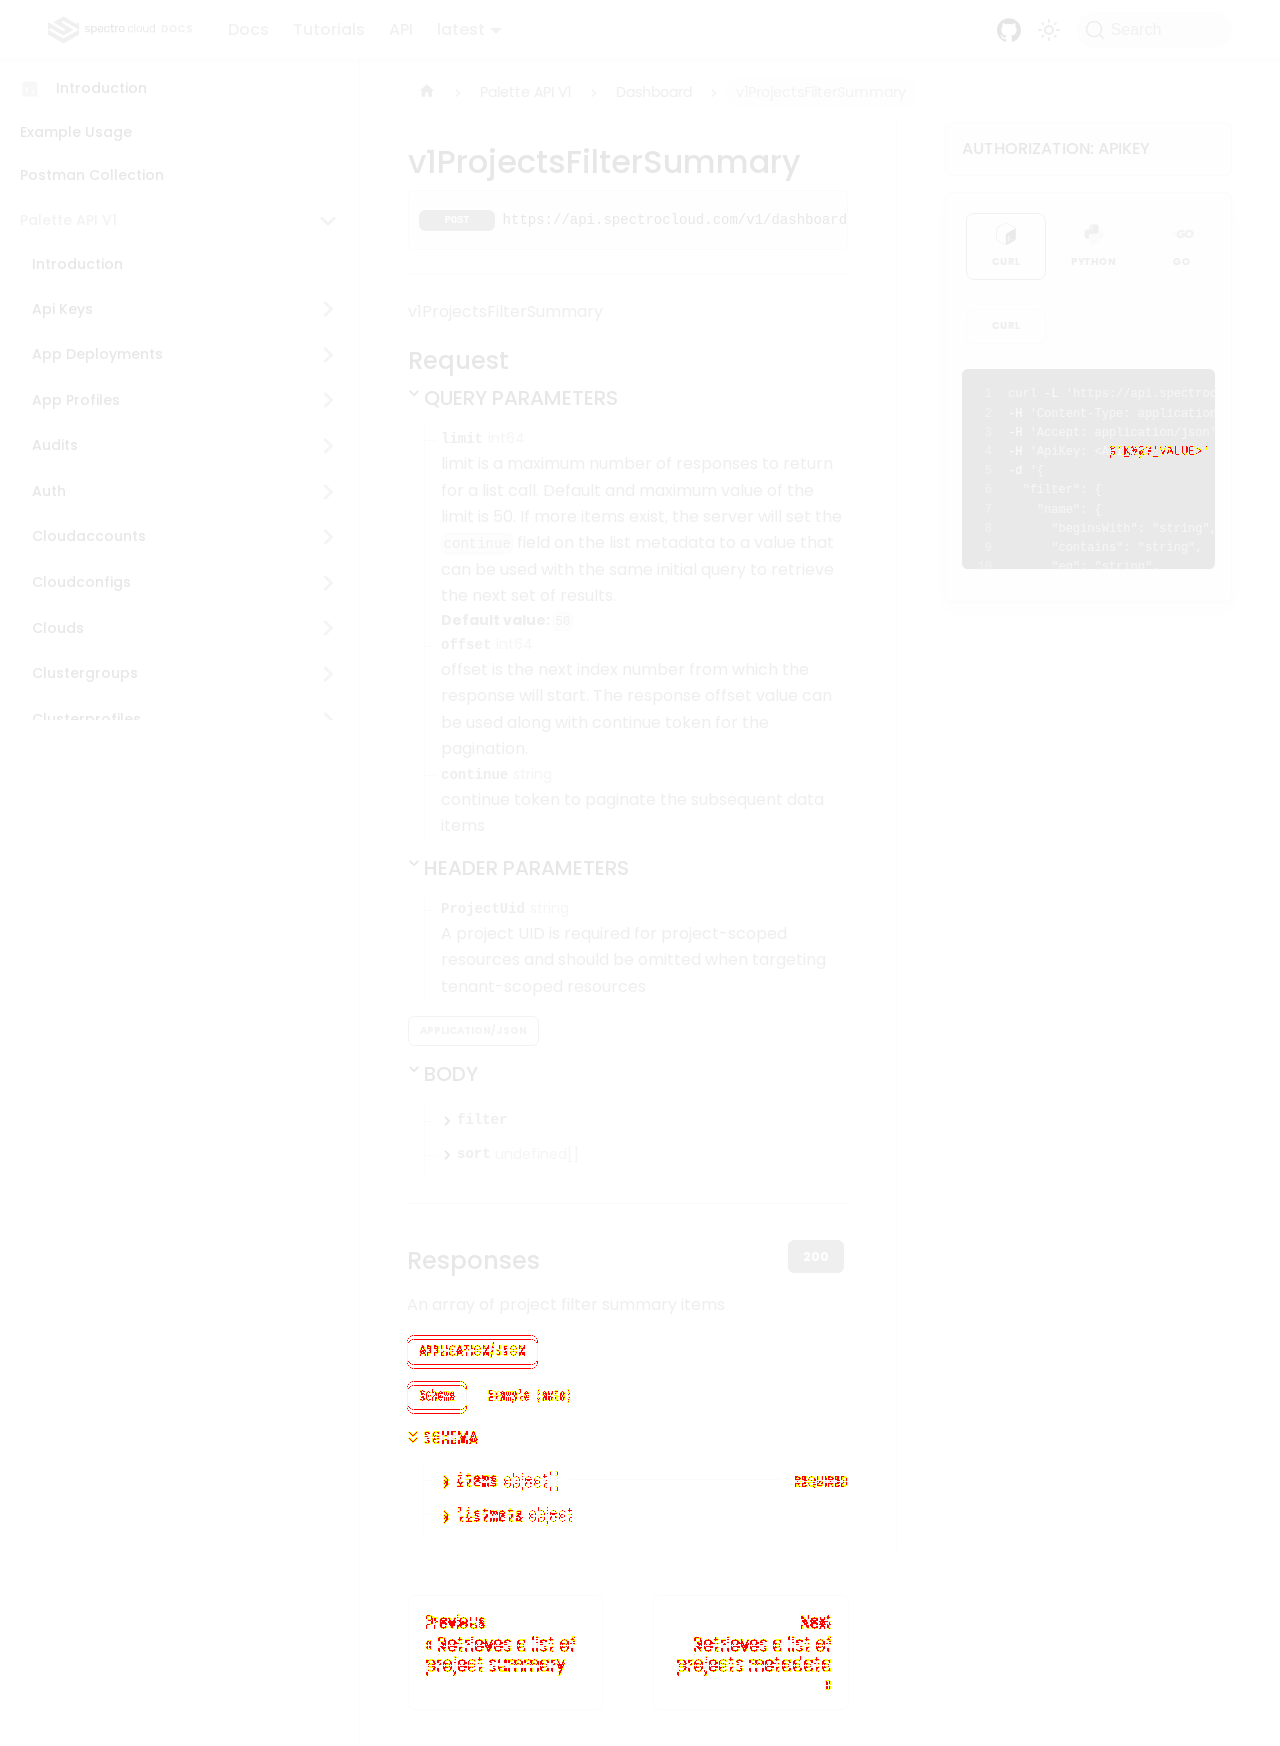 spectro cloud DOCS
Docs
Tutorials
API
latest
Search
Introduction
Example Usage
Postman Collection
Palette API V1
Introduction
Api Keys
App Deployments
App Profiles
Audits
Auth
Cloudaccounts
Cloudconfigs
Clouds
Clustergroups
Clusterprofiles
Palette API V1
Dashboard
v1ProjectsFilterSummary
v1ProjectsFilterSummary
POST https://api.spectrocloud.com/v1/dashboard
v1ProjectsFilterSummary
Request
QUERY PARAMETERS
limit int64
limit is a maximum number of responses to return
for a list call. Default and maximum value of the
limit is 50. If more items exist, the server will set the
continue field on the list metadata to a value that
can be used with the same initial query to retrieve
the next set of results.
Default value: 50
offset int64
offset is the next index number from which the
response will start. The response offset value can
be used along with continue token for the
pagination.
continue string
continue token to paginate the subsequent data
items
HEADER PARAMETERS
ProjectUid string
A project UID is required for project-scoped
resources and should be omitted when targeting
tenant-scoped resources
APPLICATION/JSON
BODY
filter
sort undefined[]
Responses
200
An array of project filter summary items
APPLICATION/JSON
Schema
Example (auto)
SCHEMA
items object[]
REQUIRED
listmeta object
Previous
« Retrieves a list of
project summary
Next
Retrieves a list of
projects metadata
»
AUTHORIZATION: APIKEY
CURL
PYTHON
-GO
GO
CURL
1 curl -L 'https://api.spectroc
2 -H 'Content-Type: application
3 -H 'Accept: application/json'
4 -H 'ApiKey: <A
5 -d '{
6 "filter": {
7 "name": {
8 "beginsWith": "string",
9 "contains": "string",
10 "eq": "string"